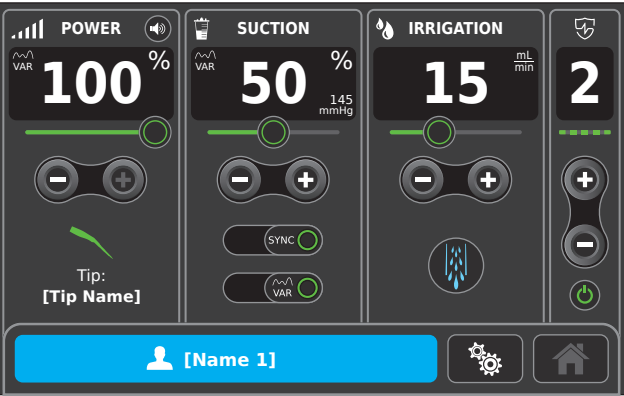 POWER
VAR
100
%
Tip:
[Tip Name]
SUCTION
VAR
50
%
145
mmHg
SYNC
VAR
IRRIGATION
15
mL
min
2
[Name 1]